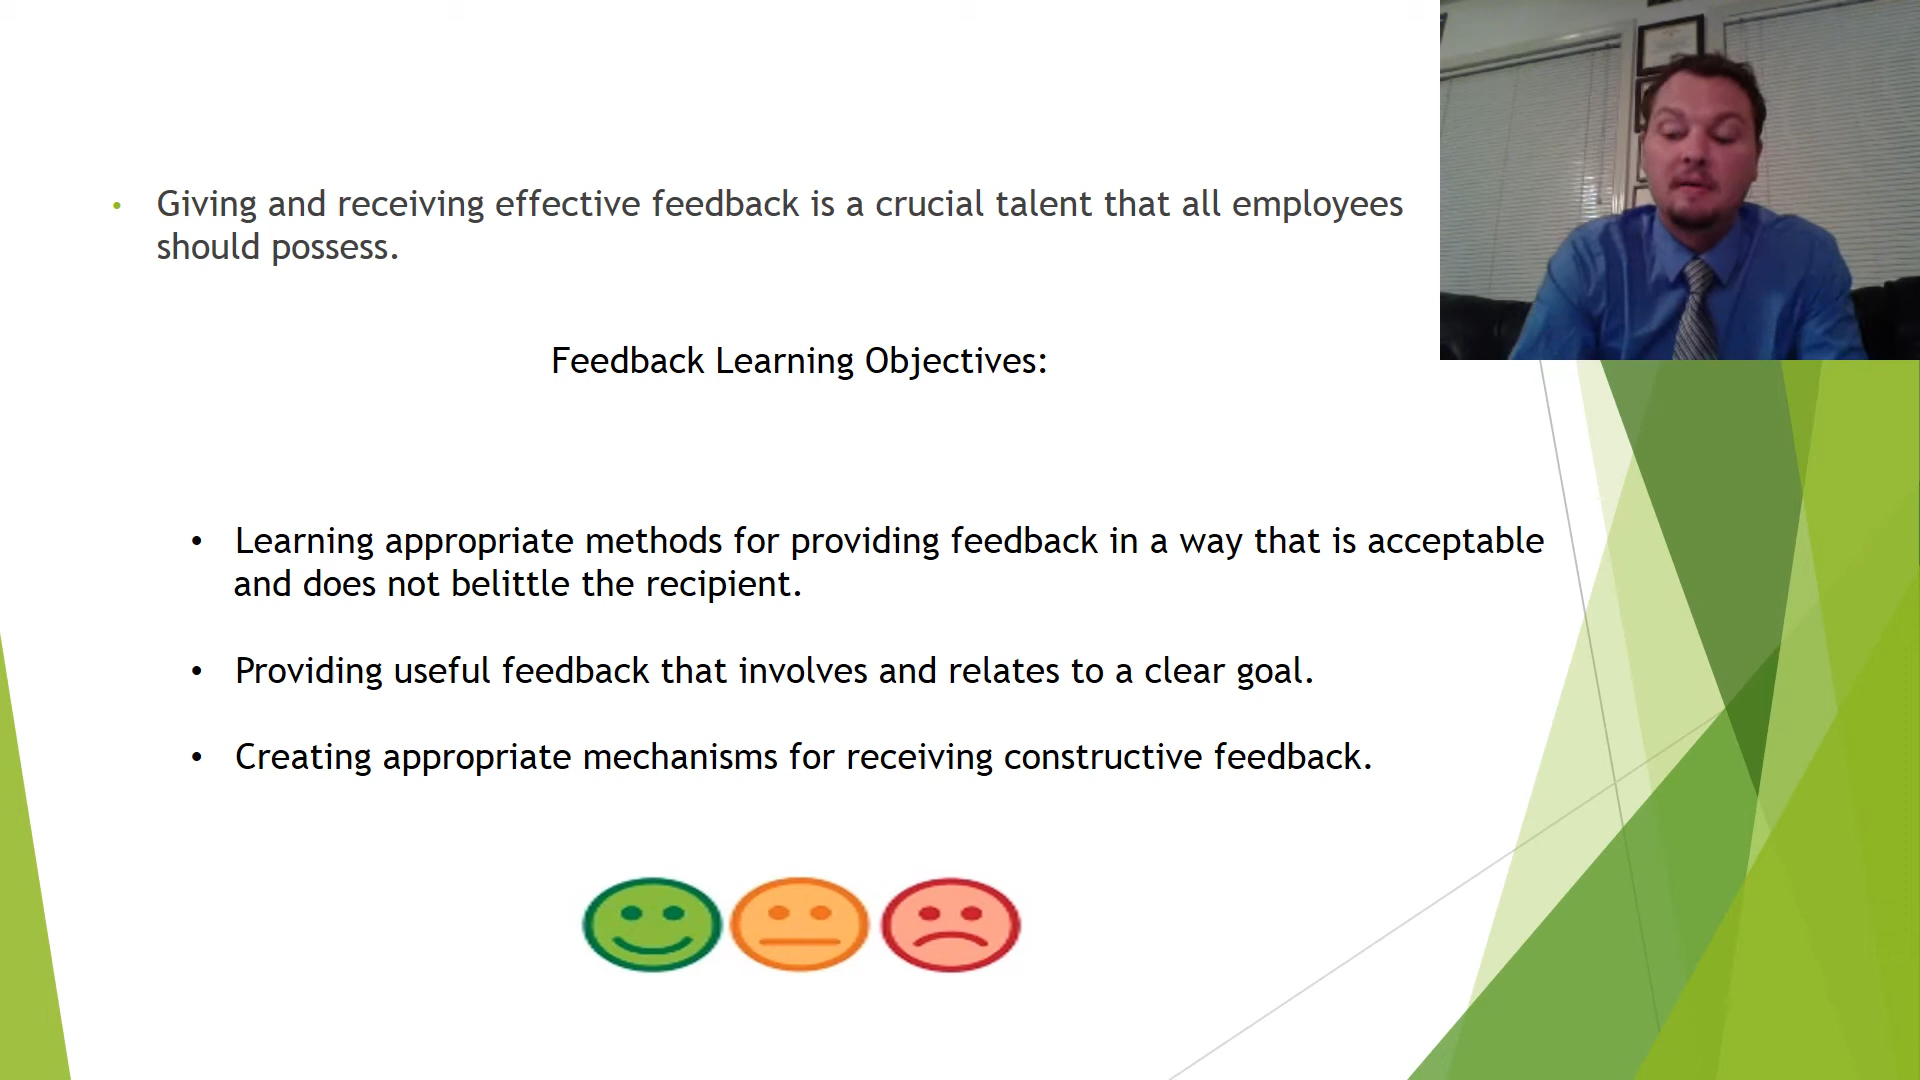 • Giving and receiving effective feedback is a crucial talent that all employees
should possess.
Feedback Learning Objectives:
• Learning appropriate methods for providing feedback in a way that is acceptable
and does not belittle the recipient.
• Providing useful feedback that involves and relates to a clear goal.
• Creating appropriate mechanisms for receiving constructive feedback.